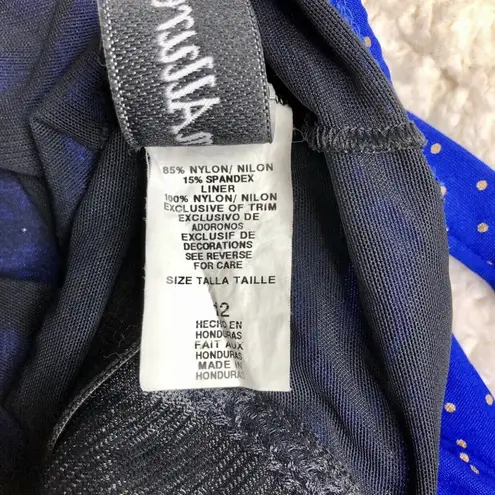 85% NYLON/ NILON
15% SPANDEX
LINER
100% NYLON/ NILON
EXCLUSIVE OF TRIM
EXCLUSIVO DE
ADORONOS
EXCLUSIF DE
DECORATIONS
SEE REVERSE
FOR CARE
SIZE TALLA TAILLE
12
HECHO EN
HONDURAS
FAIT AUX
HONDURAS
MADE IN
HONDURAS